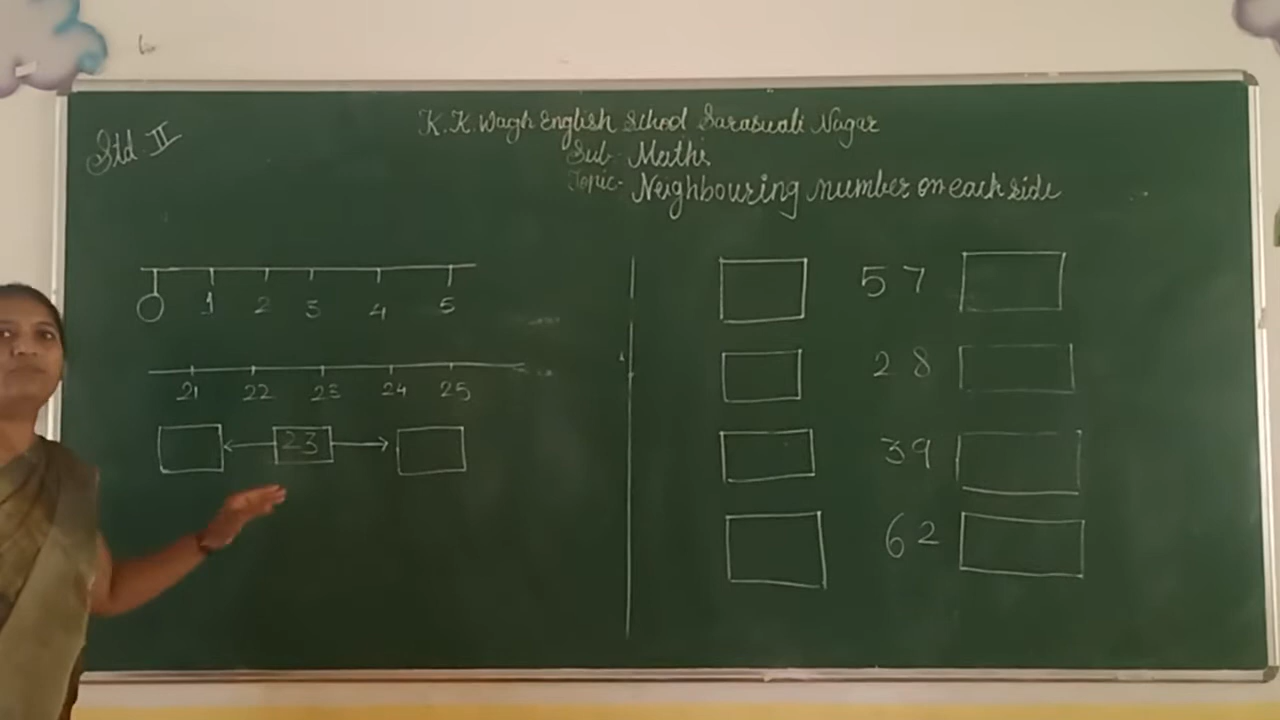 Std. II
K.K.Wagh English School Saraswati Nagar
Sub- Maths
Topic- Neighbouring number on each side
0 1 2 3 4 5
21 22 23 24 25
23
57
28
39
62